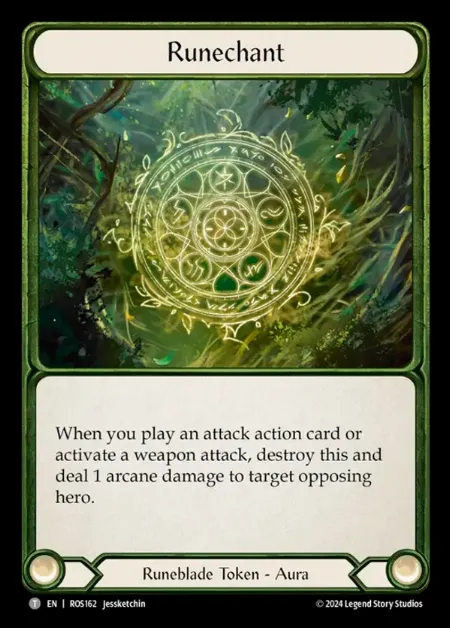 Runechant
When you play an attack action card or
activate a weapon attack, destroy this and
deal 1 arcane damage to target opposing
hero.
Runeblade Token - Aura
T EN | ROS162 Jessketchin © 2024 Legend Story Studios